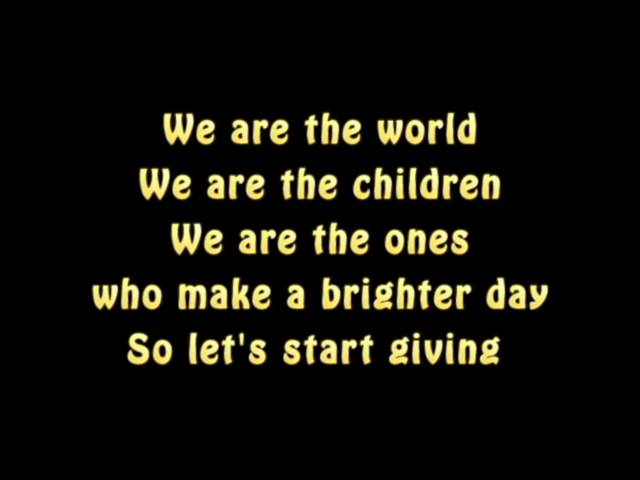 We are the world
We are the children
We are the ones
who make a brighter day
So let's start giving